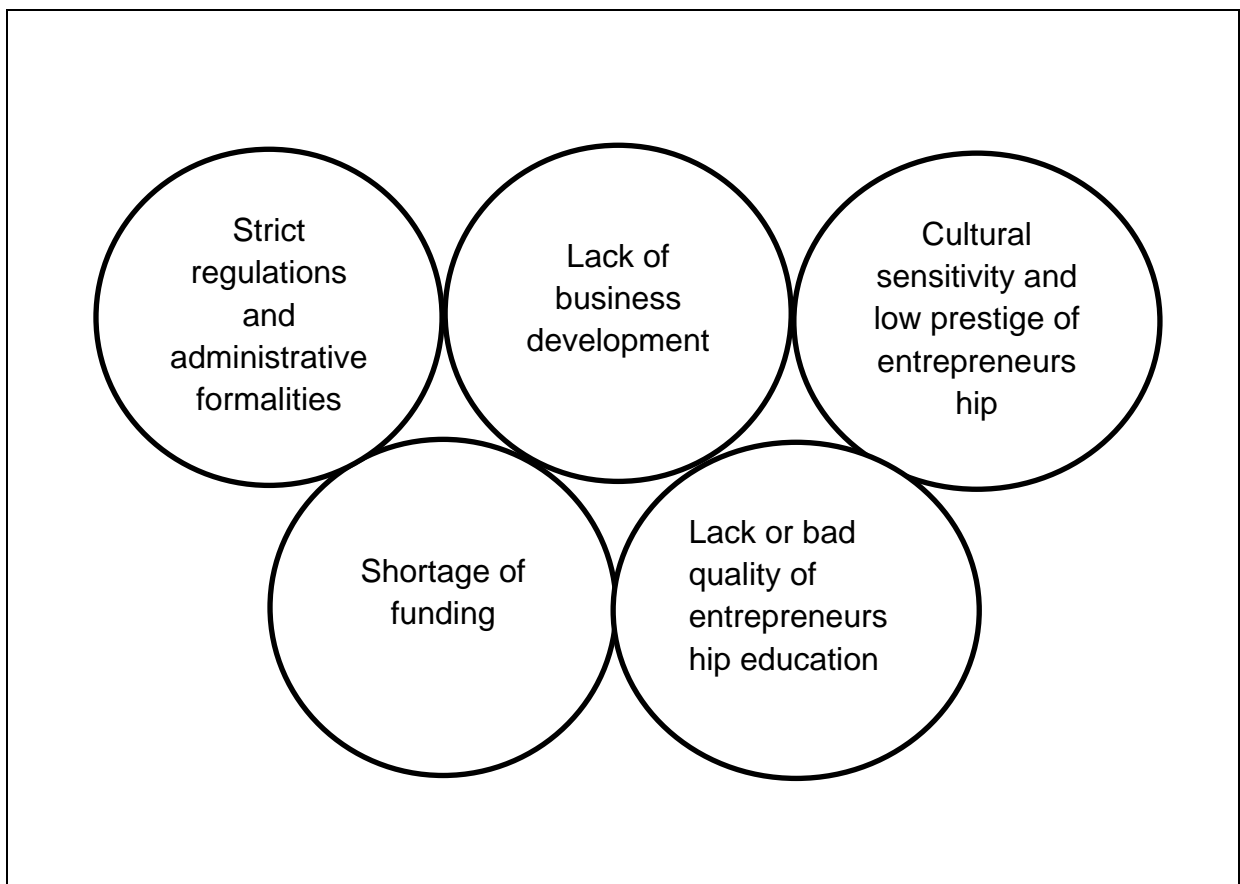 Strict
regulations
and
administrative
formalities
Lack of
business
development
Cultural
sensitivity and
low prestige of
entrepreneurs
hip
Shortage of
funding
Lack or bad
quality of
entrepreneurs
hip education